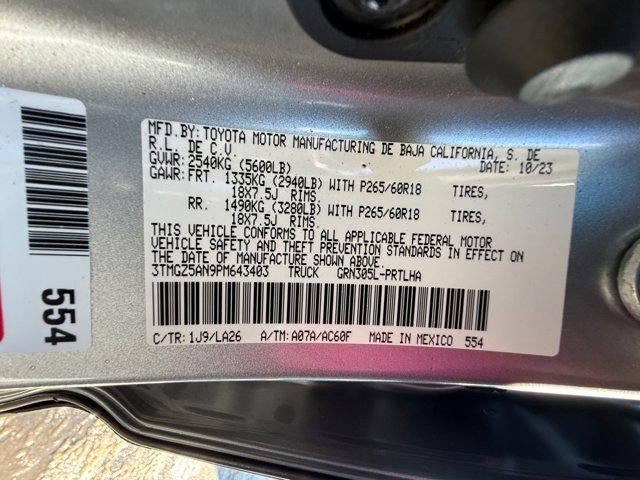 MFD.BY: TOYOTA MOTOR MANUFACTURING DE BAJA CALIFORNIA, S. DE
R.L. DE C.V. DATE: 10/23
GVWR: 2540KG (5600LB)
GAWR: FRT. 1335KG (2940LB) WITH P265/60R18 TIRES,
18X7.5J RIMS.
RR. 1490KG (3280LB) WITH P265/60R18 TIRES,
18X7.5J RIMS.
THIS VEHICLE CONFORMS TO ALL APPLICABLE FEDERAL MOTOR
VEHICLE SAFETY AND THEFT PREVENTION STANDARDS IN EFFECT ON
THE DATE OF MANUFACTURE SHOWN ABOVE.
3TMGZ5AN9PM643403 TRUCK GRN305L-PRTLHA
C/TR: 1J9/LA26 A/TM: A07A/AC60F MADE IN MEXICO 554
554